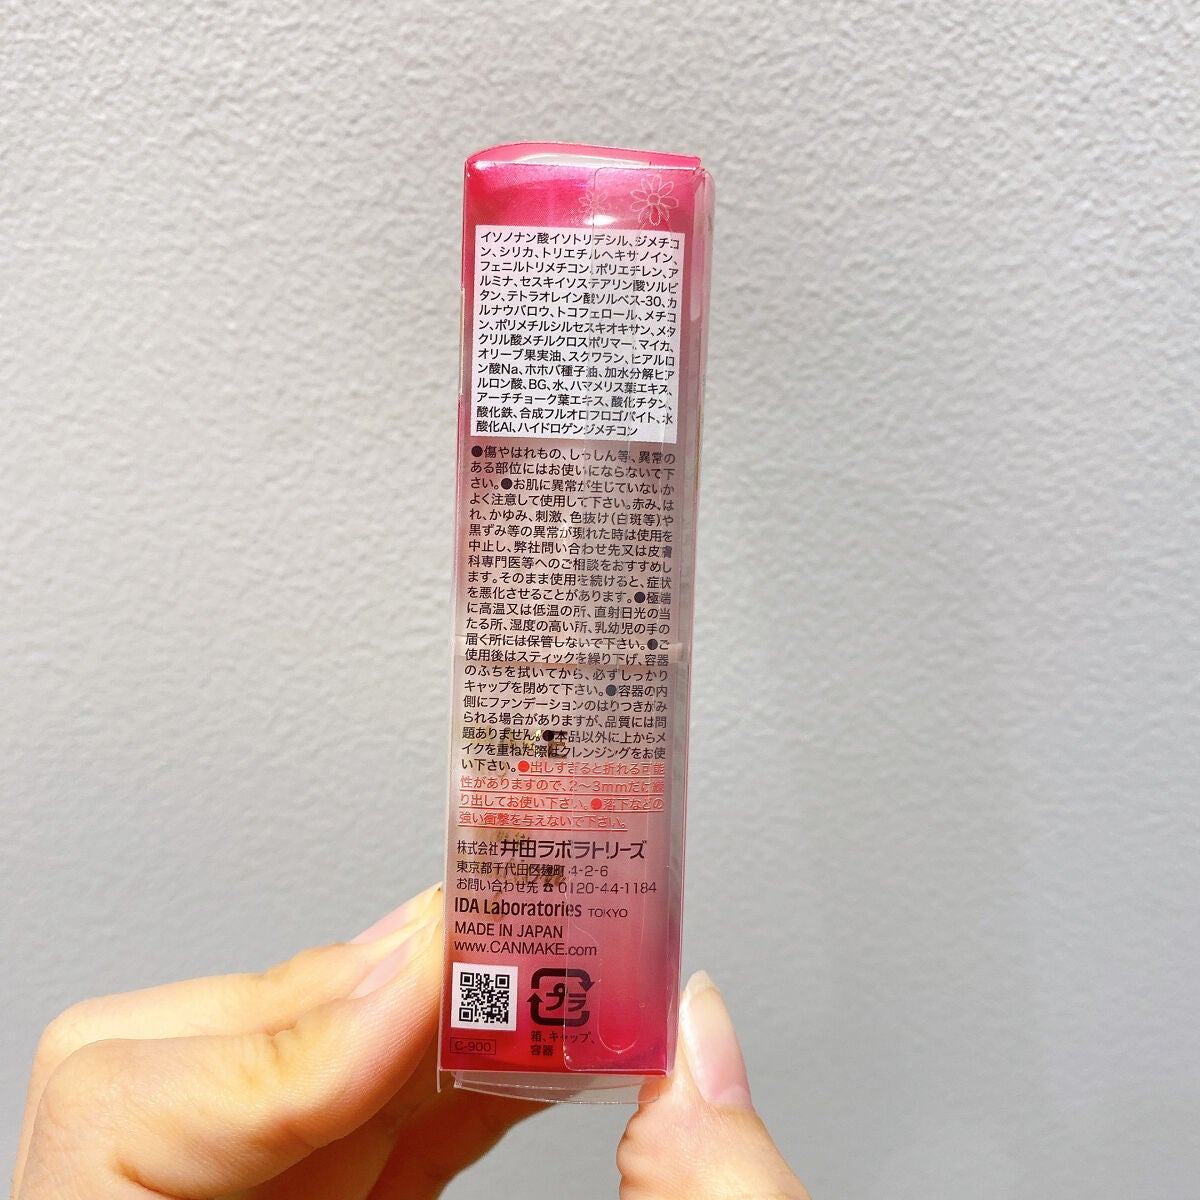 イソノナン酸イソトリデシル、ジメチコ
ン、シリカ、トリエチルヘキサノイン、
フェニルトリメチコン、ポリエチレン、ア
ルミナ、セスキイソステアリン酸ソルビ
タン、テトラオレイン酸ソルベス-30、カ
ルナウバロウ、トコフェロール、メチコ
ン、ポリメチルシルセスキオキサン、メタ
クリル酸メチルクロスポリマー、マイカ、
オリーブ果実油、スクワラン、ヒアルロ
ン酸Na、ホホバ種子油、加水分解ヒア
ルロン酸、BG、水、ハマメリス葉エキス、
アーチチョーク葉エキス、酸化チタン、
酸化鉄、合成フルオロフロゴパイト、水
酸化Al、ハイドロゲンジメチコン
●傷やはれもの、しっしん等、異常の
ある部位にはお使いにならないで下
さい。●お肌に異常が生じていないか
よく注意して使用して下さい。赤み、は
れ、かゆみ、刺激、色抜け(白斑等)や
黒ずみ等の異常が現れた時は使用を
中止し、弊社問い合わせ先又は皮膚
科専門医等へのご相談をおすすめし
ます。そのまま使用を続けると、症状
を悪化させることがあります。●極端
に高温又は低温の所、直射日光の当
たる所、湿度の高い所、乳幼児の手の
届く所には保管しないで下さい。●ご
使用後はスティックを繰り下げ、容器
のふちを拭いてから、必ずしっかり
キャップを閉めて下さい。●容器の内
側にファンデーションのはりつきがみ
られる場合がありますが、品質には問
題ありません。●本品以外に上からメ
イクを重ねた際はクレンジングをお使
い下さい。●出しすぎると折れる可能
性がありますので、2〜3mmだけ繰
り出してお使い下さい。●落下などの
強い衝撃を与えないで下さい。
株式会社 井田ラボラトリーズ
東京都千代田区麹町 4-2-6
お問い合わせ先 ☎ 0120-44-1184
IDA Laboratories TOKYO
MADE IN JAPAN
www.CANMAKE.com
プラ
箱、キャップ、
容器
C-900